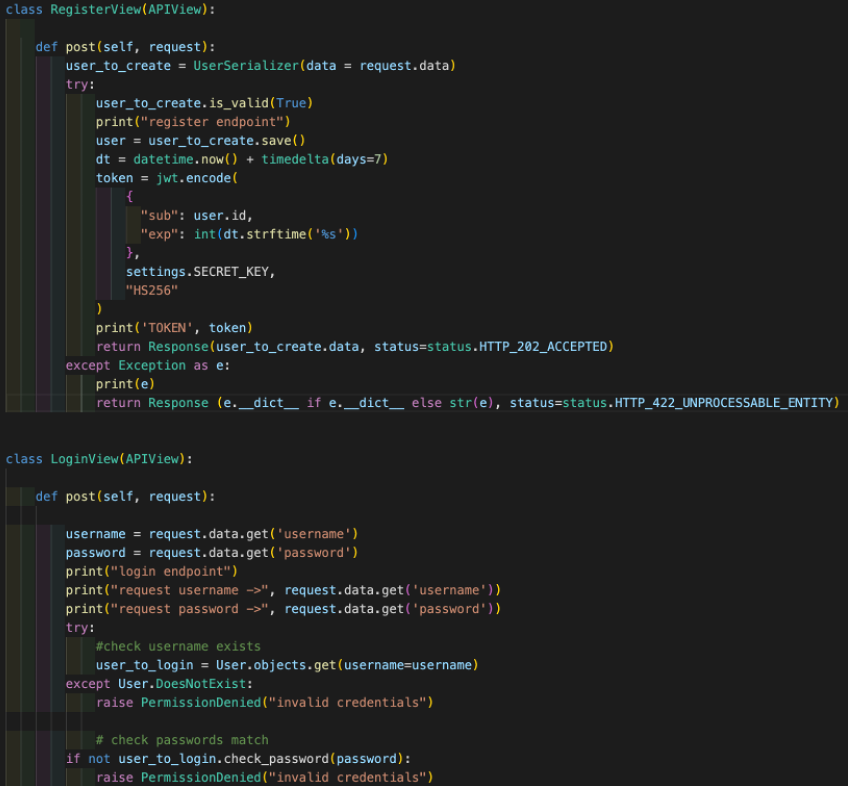 class RegisterView(APIView):
def post(self, request):
user_to_create = UserSerializer(data = request.data)
try:
user_to_create.is_valid(True)
print("register endpoint")
user = user_to_create.save()
dt = datetime.now() + timedelta(days=7)
token = jwt.encode(
{
"sub": user.id,
"exp": int(dt.strftime('%s'))
},
settings.SECRET_KEY,
"HS256"
)
print('TOKEN', token)
return Response(user_to_create.data, status=status.HTTP_202_ACCEPTED)
except Exception as e:
print(e)
return Response (e.__dict__ if e.__dict__ else str(e), status=status.HTTP_422_UNPROCESSABLE_ENTITY)
class LoginView(APIView):
def post(self, request):
username = request.data.get('username')
password = request.data.get('password')
print("login endpoint")
print("request username ->", request.data.get('username'))
print("request password ->", request.data.get('password'))
try:
#check username exists
user_to_login = User.objects.get(username=username)
except User.DoesNotExist:
raise PermissionDenied("invalid credentials")
# check passwords match
if not user_to_login.check_password(password):
raise PermissionDenied("invalid credentials")